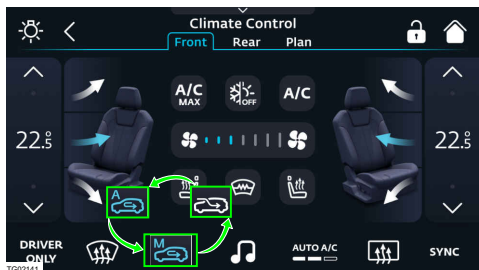 Climate Control
Front Rear Plan
A/C
MAX
OFF
A/C
22.5°
22.5°
A
M
DRIVER
ONLY
AUTO A/C
SYNC
TG02141